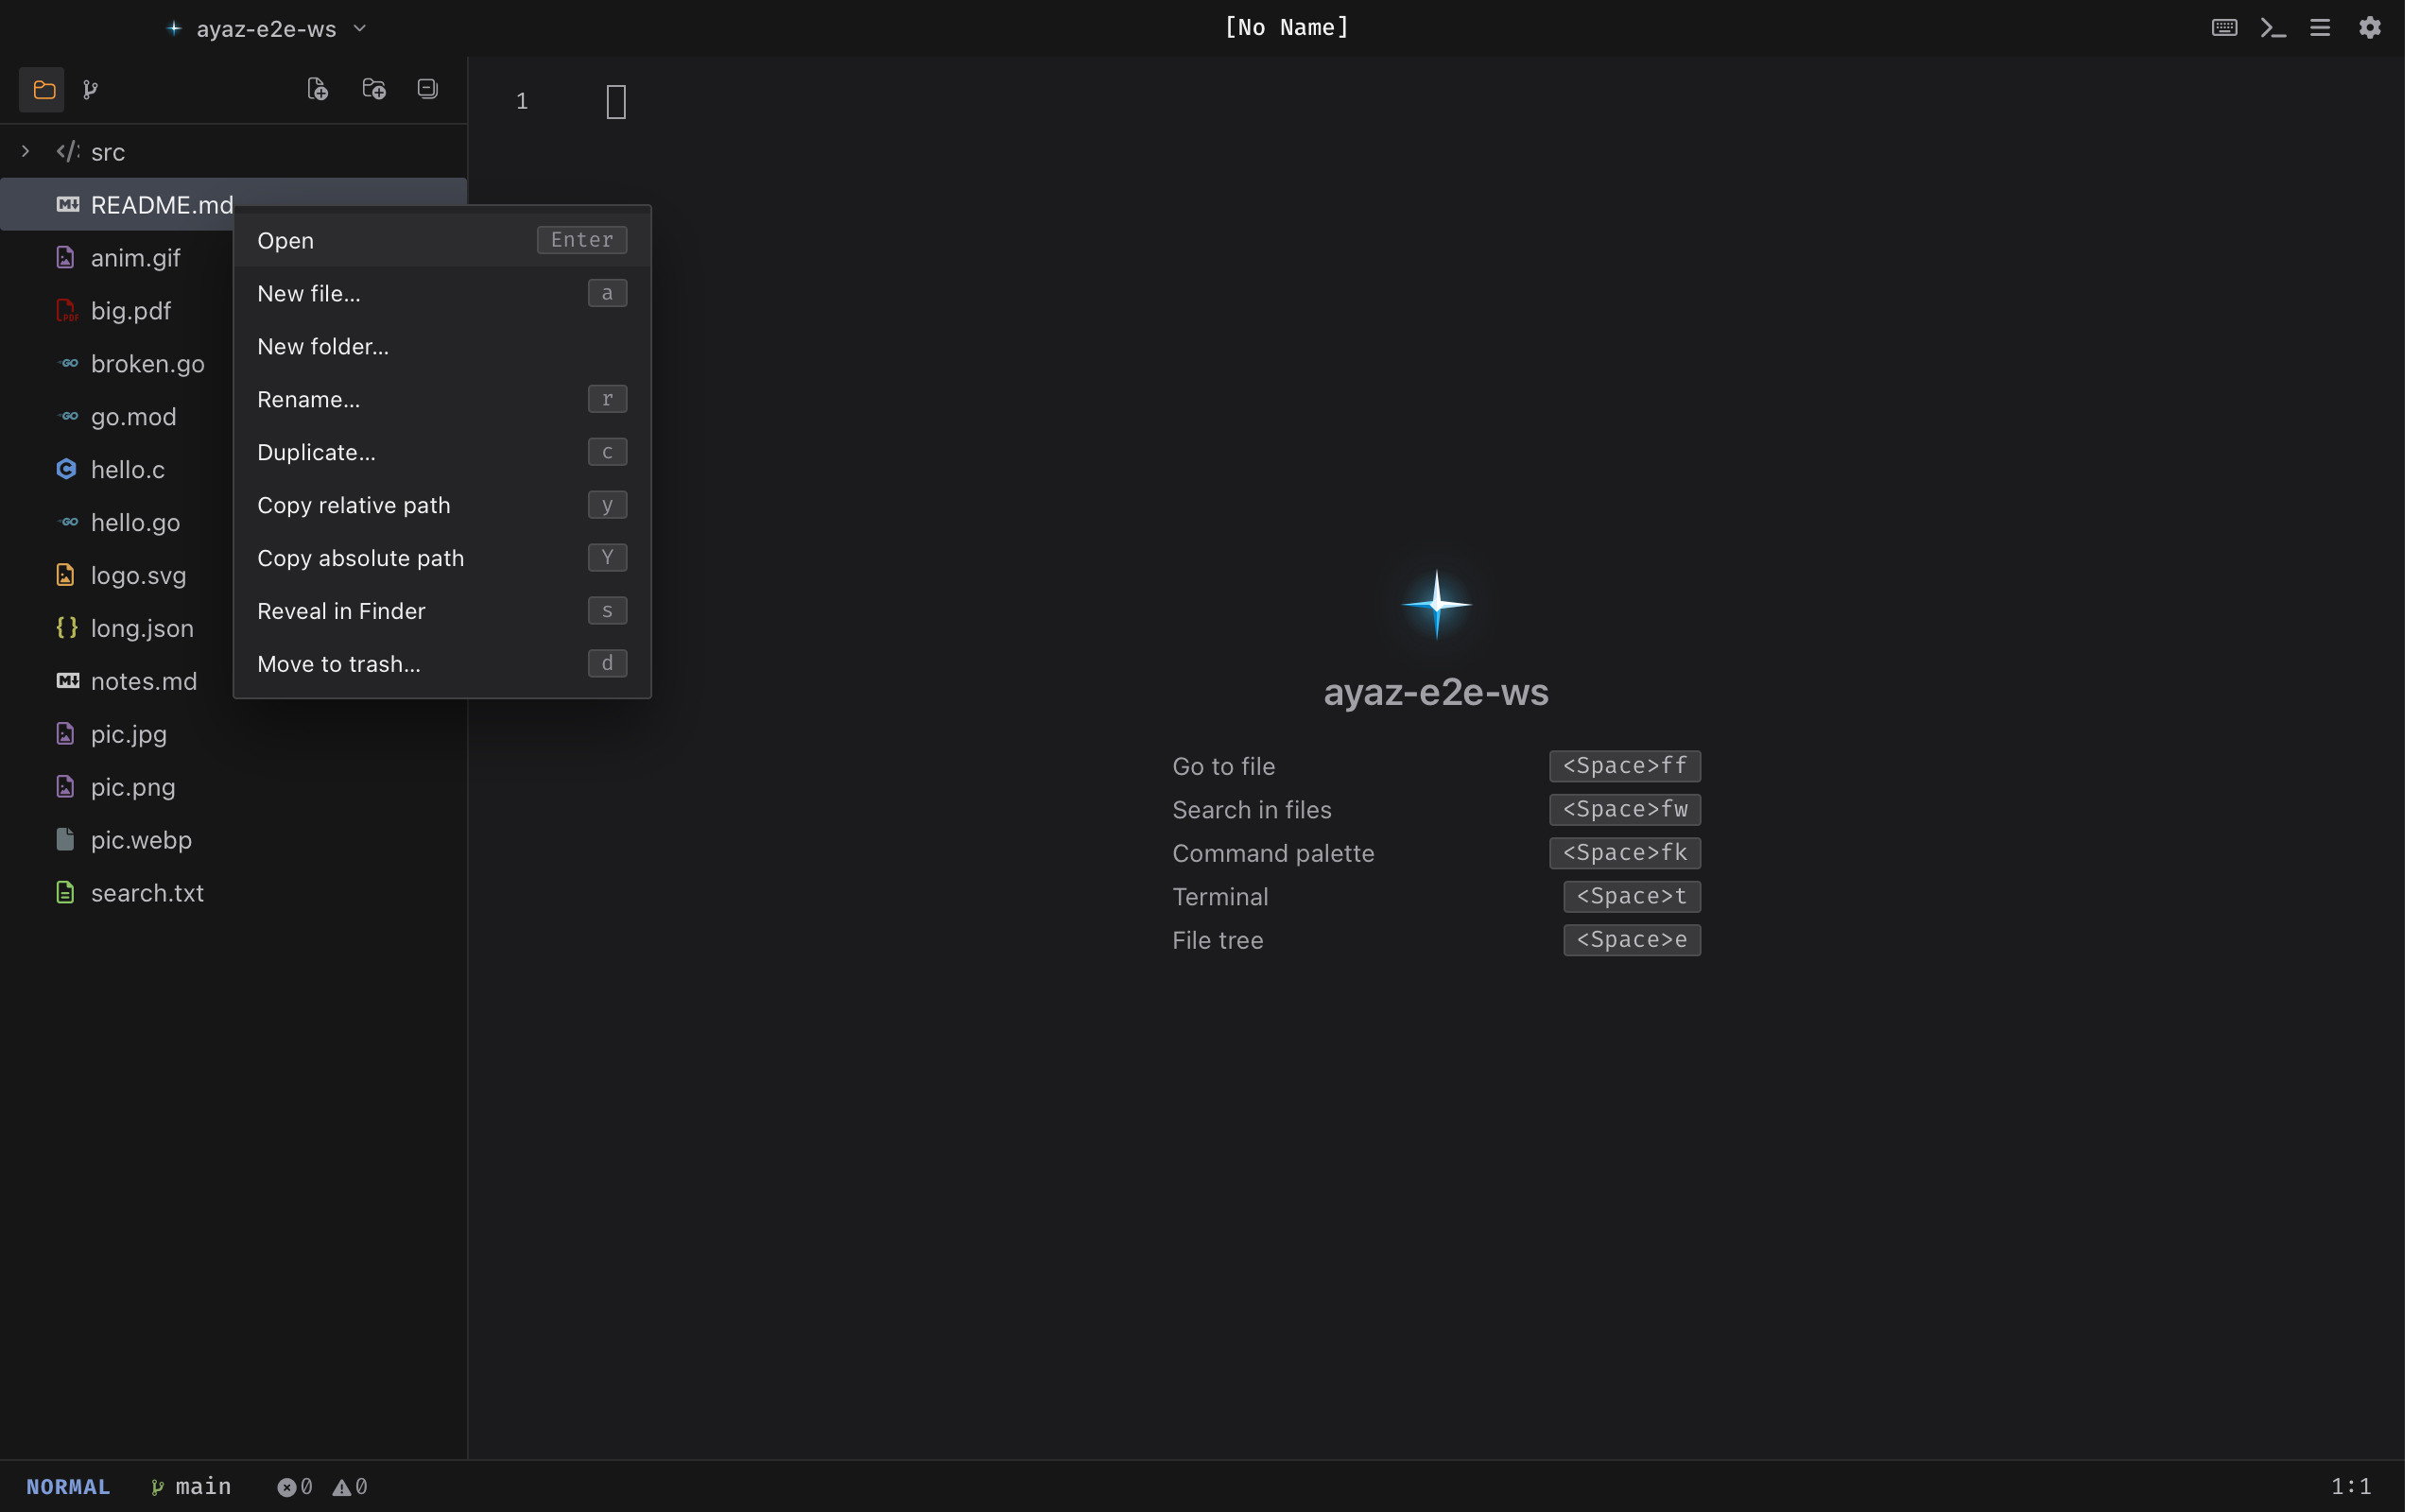 ayaz-e2e-ws
[No Name]
src
README.md
anim.gif
big.pdf
broken.go
go.mod
hello.c
hello.go
logo.svg
long.json
notes.md
pic.jpg
pic.png
pic.webp
search.txt
Open Enter
New file... a
New folder...
Rename... r
Duplicate... c
Copy relative path y
Copy absolute path Y
Reveal in Finder s
Move to trash... d
1
ayaz-e2e-ws
Go to file <Space>ff
Search in files <Space>fw
Command palette <Space>fk
Terminal <Space>t
File tree <Space>e
NORMAL main 0 0 1:1